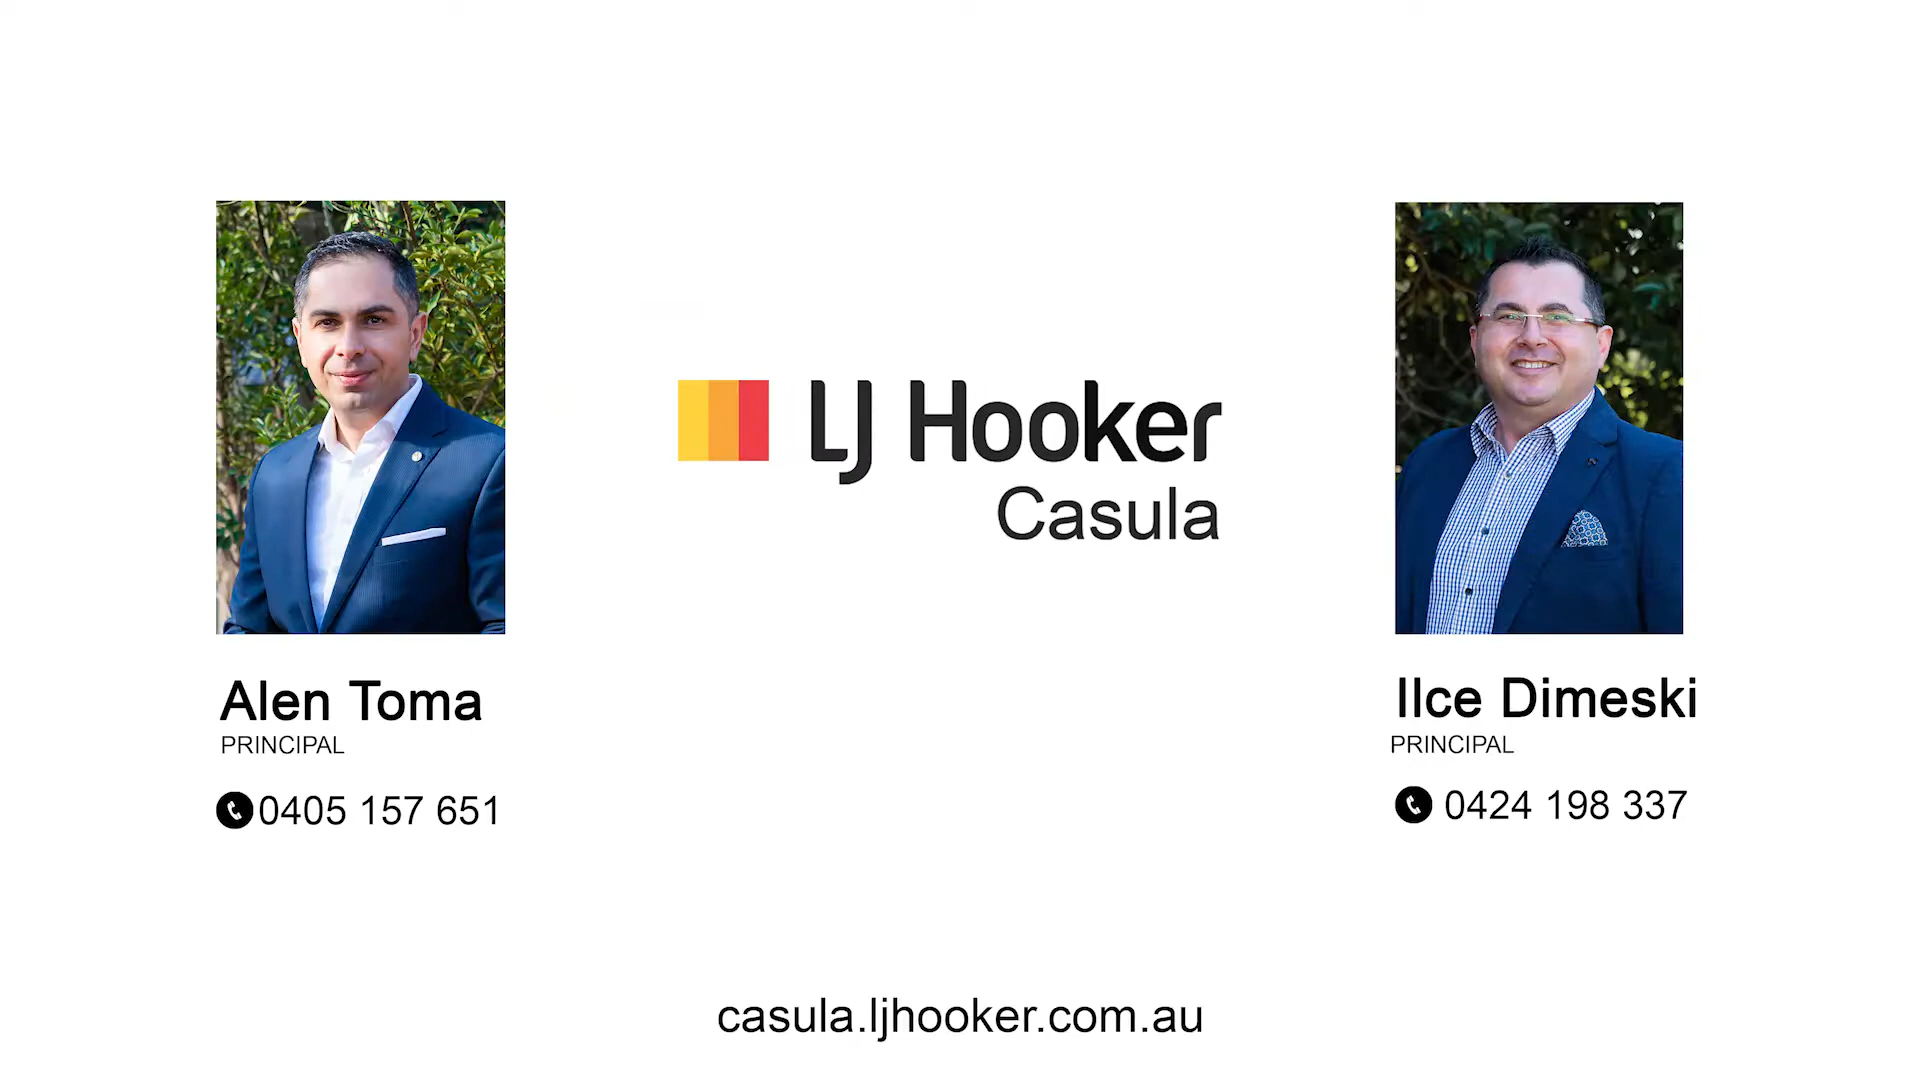 LJ Hooker
Casula
Alen Toma
PRINCIPAL
0405 157 651
Ilce Dimeski
PRINCIPAL
0424 198 337
casula.ljhooker.com.au